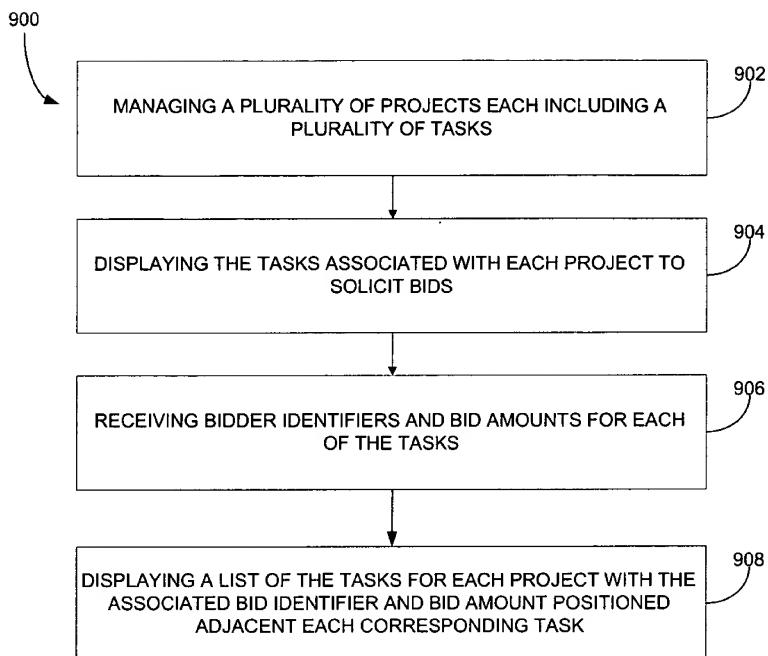 900
902
MANAGING A PLURALITY OF PROJECTS EACH INCLUDING A
PLURALITY OF TASKS
904
DISPLAYING THE TASKS ASSOCIATED WITH EACH PROJECT TO
SOLICIT BIDS
906
RECEIVING BIDDER IDENTIFIERS AND BID AMOUNTS FOR EACH
OF THE TASKS
908
DISPLAYING A LIST OF THE TASKS FOR EACH PROJECT WITH THE
ASSOCIATED BID IDENTIFIER AND BID AMOUNT POSITIONED
ADJACENT EACH CORRESPONDING TASK